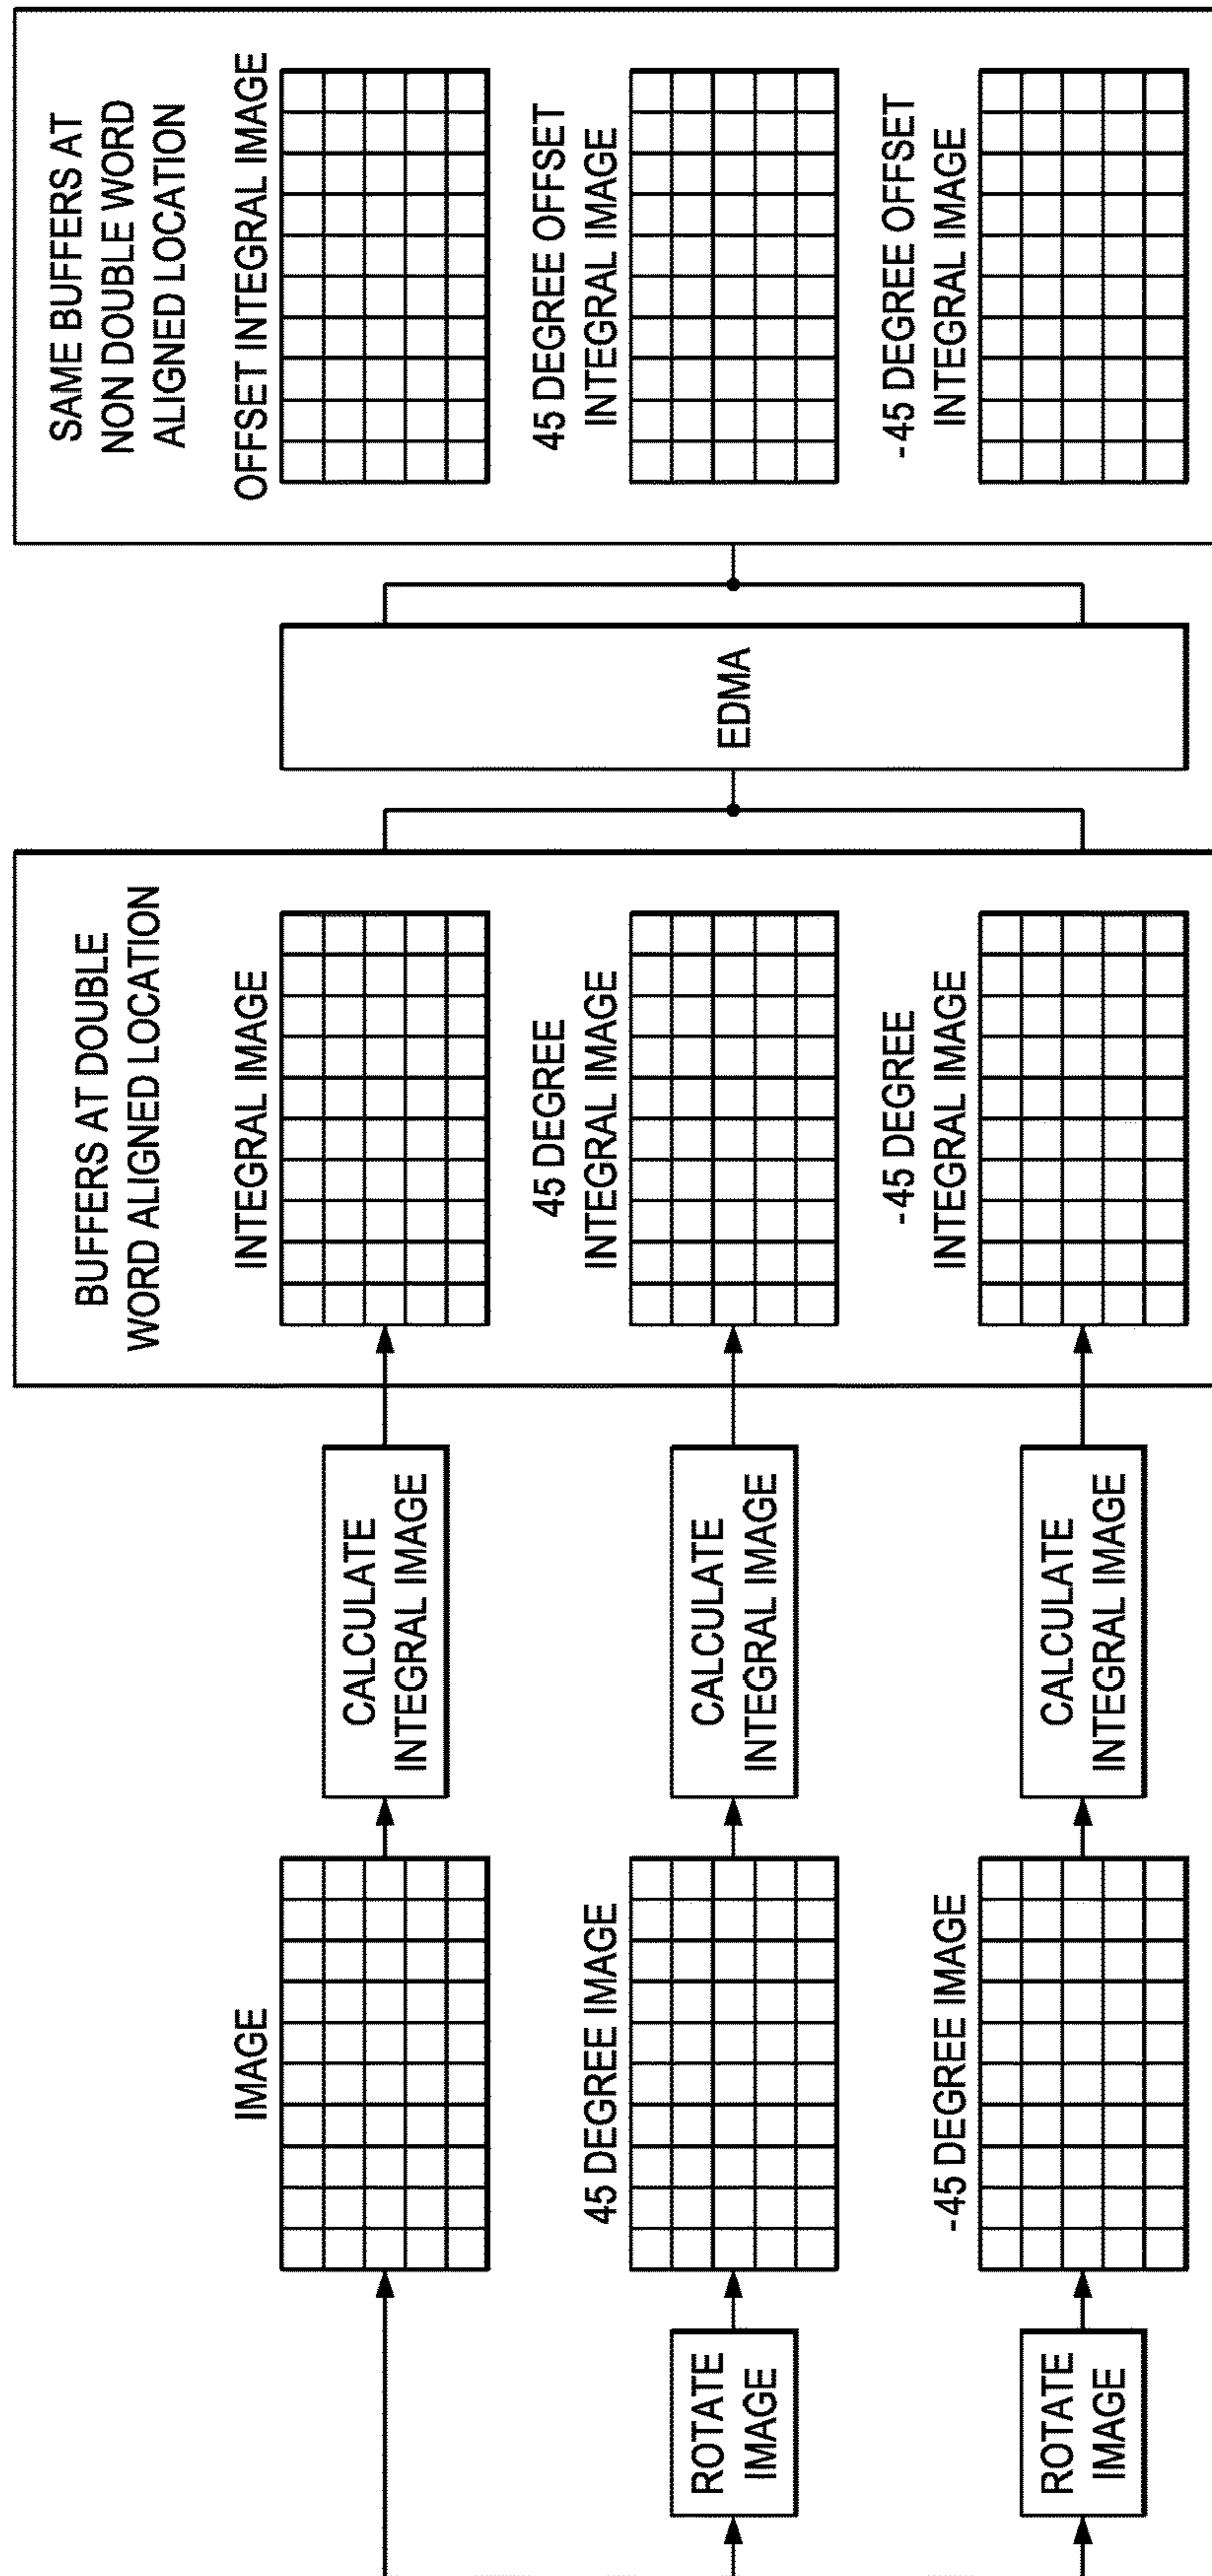 IMAGE
CALCULATE
INTEGRAL IMAGE
ROTATE
IMAGE
45 DEGREE IMAGE
CALCULATE
INTEGRAL IMAGE
ROTATE
IMAGE
-45 DEGREE IMAGE
CALCULATE
INTEGRAL IMAGE
BUFFERS AT DOUBLE
WORD ALIGNED LOCATION
INTEGRAL IMAGE
45 DEGREE
INTEGRAL IMAGE
-45 DEGREE
INTEGRAL IMAGE
EDMA
SAME BUFFERS AT
NON DOUBLE WORD
ALIGNED LOCATION
OFFSET INTEGRAL IMAGE
45 DEGREE OFFSET
INTEGRAL IMAGE
-45 DEGREE OFFSET
INTEGRAL IMAGE